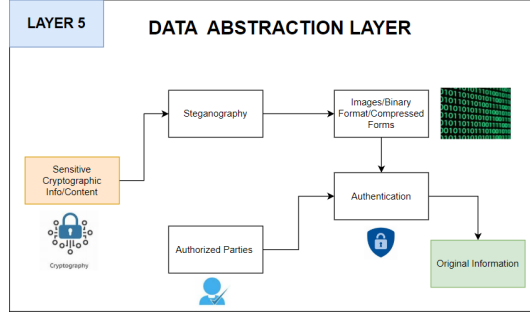 LAYER 5
DATA ABSTRACTION LAYER
Steganography
Images/Binary
Format/Compressed
Forms
Sensitive
Cryptographic
Info/Content
Authentication
Cryptography
Authorized Parties
Original Information